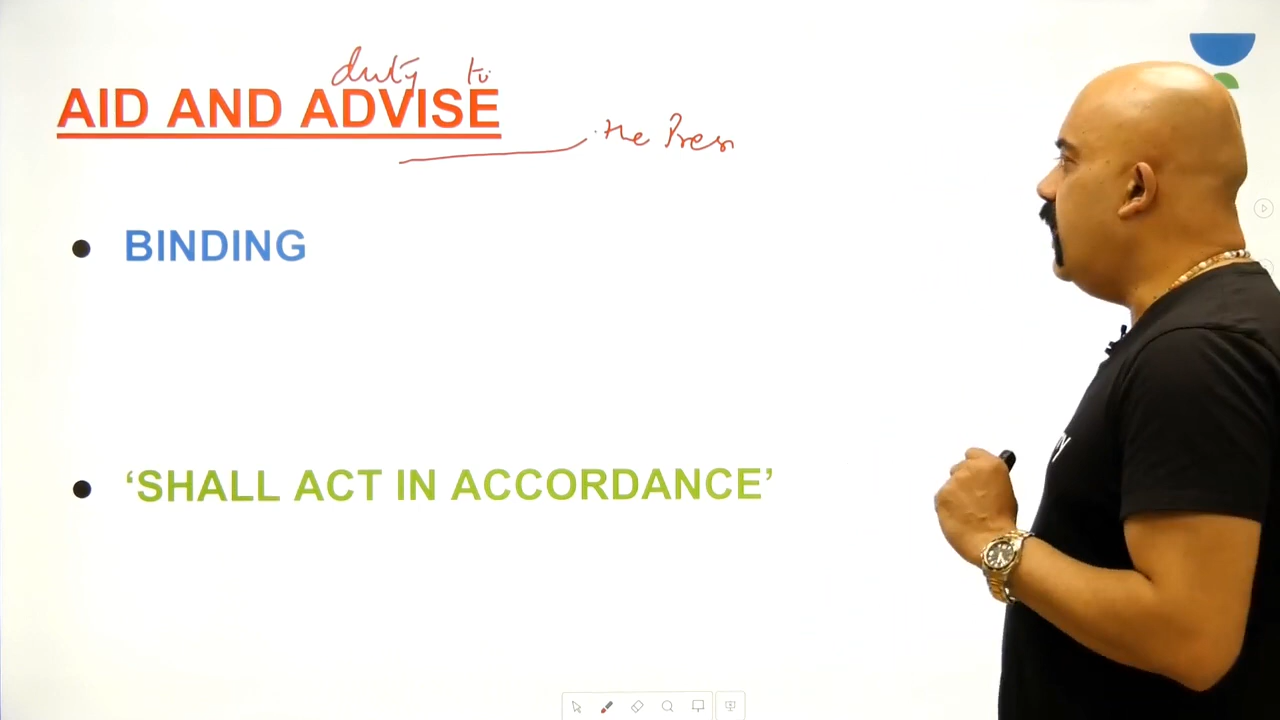 duty to
AID AND ADVISE
the Pres
• BINDING
• ‘SHALL ACT IN ACCORDANCE’